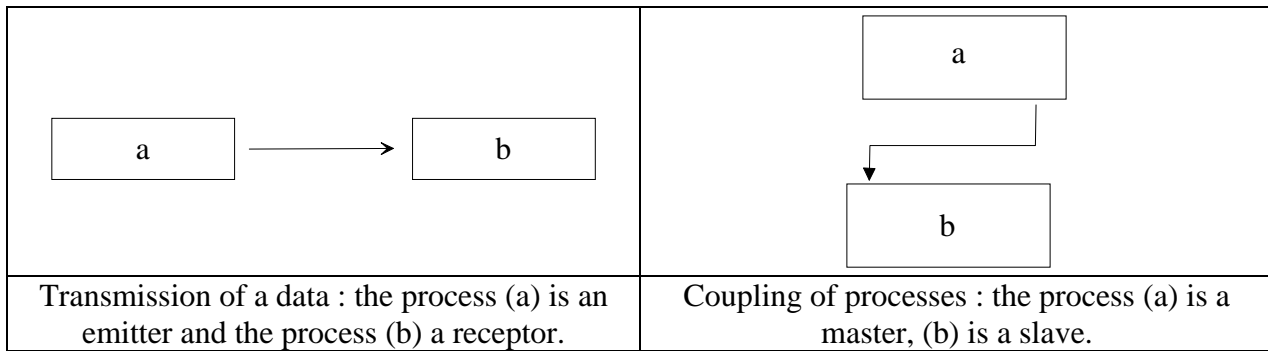 a
b
a
b
Transmission of a data : the process (a) is an
emitter and the process (b) a receptor.
Coupling of processes : the process (a) is a
master, (b) is a slave.